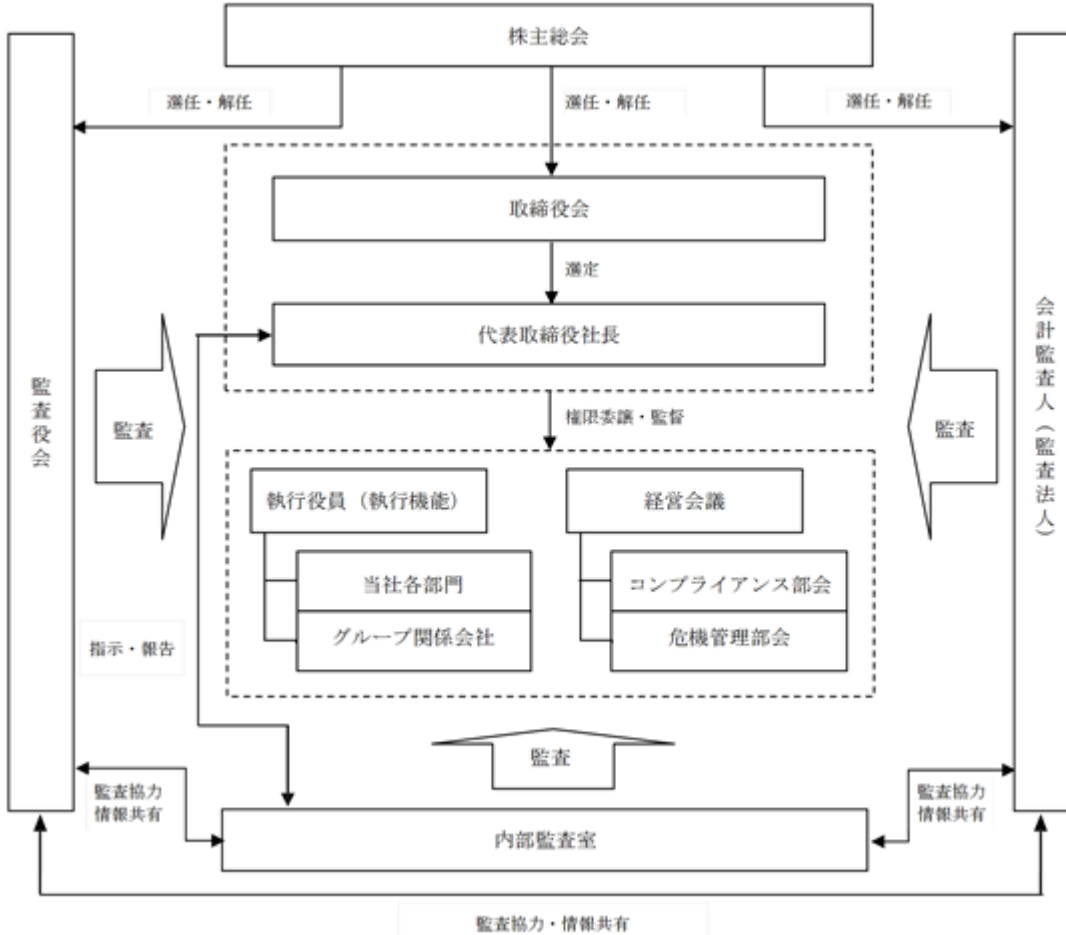 株主総会
選任・解任
選任・解任
選任・解任
取締役会
選定
代表取締役社長
監査役会
監査
監査
会計監査人（監査法人）
権限委譲・監督
執行役員（執行機能）
経営会議
当社各部門
コンプライアンス部会
グループ関係会社
危機管理部会
指示・報告
監査
監査協力
情報共有
監査協力
情報共有
内部監査室
監査協力・情報共有